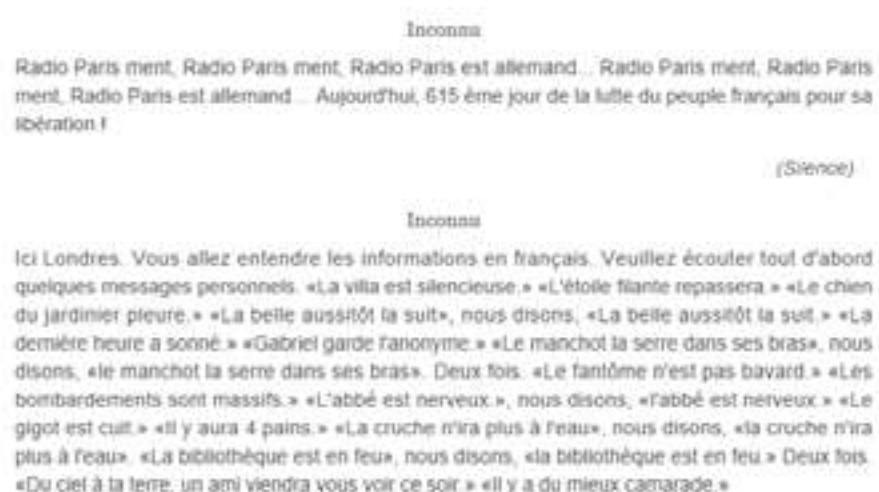 Inconnu
Radio Paris ment, Radio Paris ment, Radio Paris est allemand... Radio Paris ment, Radio Paris
ment, Radio Paris est allemand... Aujourd'hui, 615 ème jour de la lutte du peuple français pour sa
libération !
(Silence)
Inconnu
Ici Londres. Vous allez entendre les informations en français. Veuillez écouter tout d'abord
quelques messages personnels. «La villa est silencieuse.» «L'étoile filante repassera.» «Le chien
du jardinier pleure.» «La belle aussitôt la suit», nous disons, «La belle aussitôt la suit.» «La
dernière heure a sonné.» «Gabriel garde l'anonyme.» «Le manchot la serre dans ses bras», nous
disons, «le manchot la serre dans ses bras». Deux fois. «Le fantôme n'est pas bavard.» «Les
bombardements sont massifs.» «L'abbé est nerveux.», nous disons, «l'abbé est nerveux.» «Le
gigot est cuit.» «Il y aura 4 pains.» «La cruche n'ira plus à l'eau», nous disons, «la cruche n'ira
plus à l'eau». «La bibliothèque est en feu», nous disons, «la bibliothèque est en feu.» Deux fois.
«Du ciel à la terre, un ami viendra vous voir ce soir.» «Il y a du mieux camarade.»